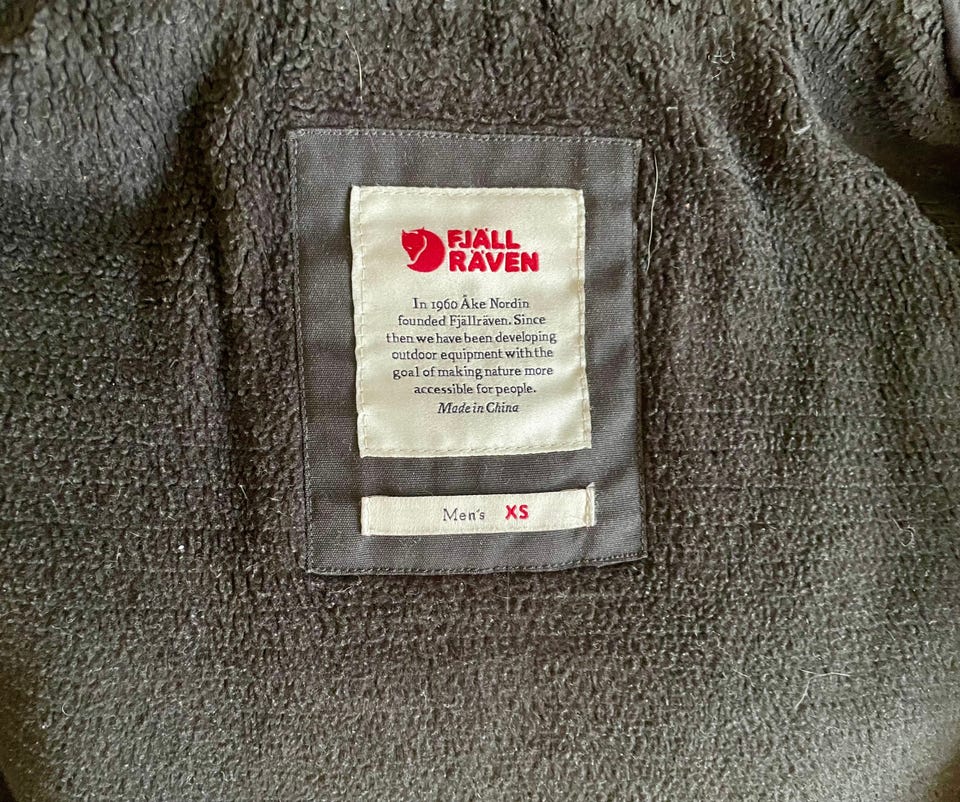 FJÄLL
RÄVEN
In 1960 Åke Nordin
founded Fjällräven. Since
then we have been developing
outdoor equipment with the
goal of making nature more
accessible for people.
Made in China
Men's XS